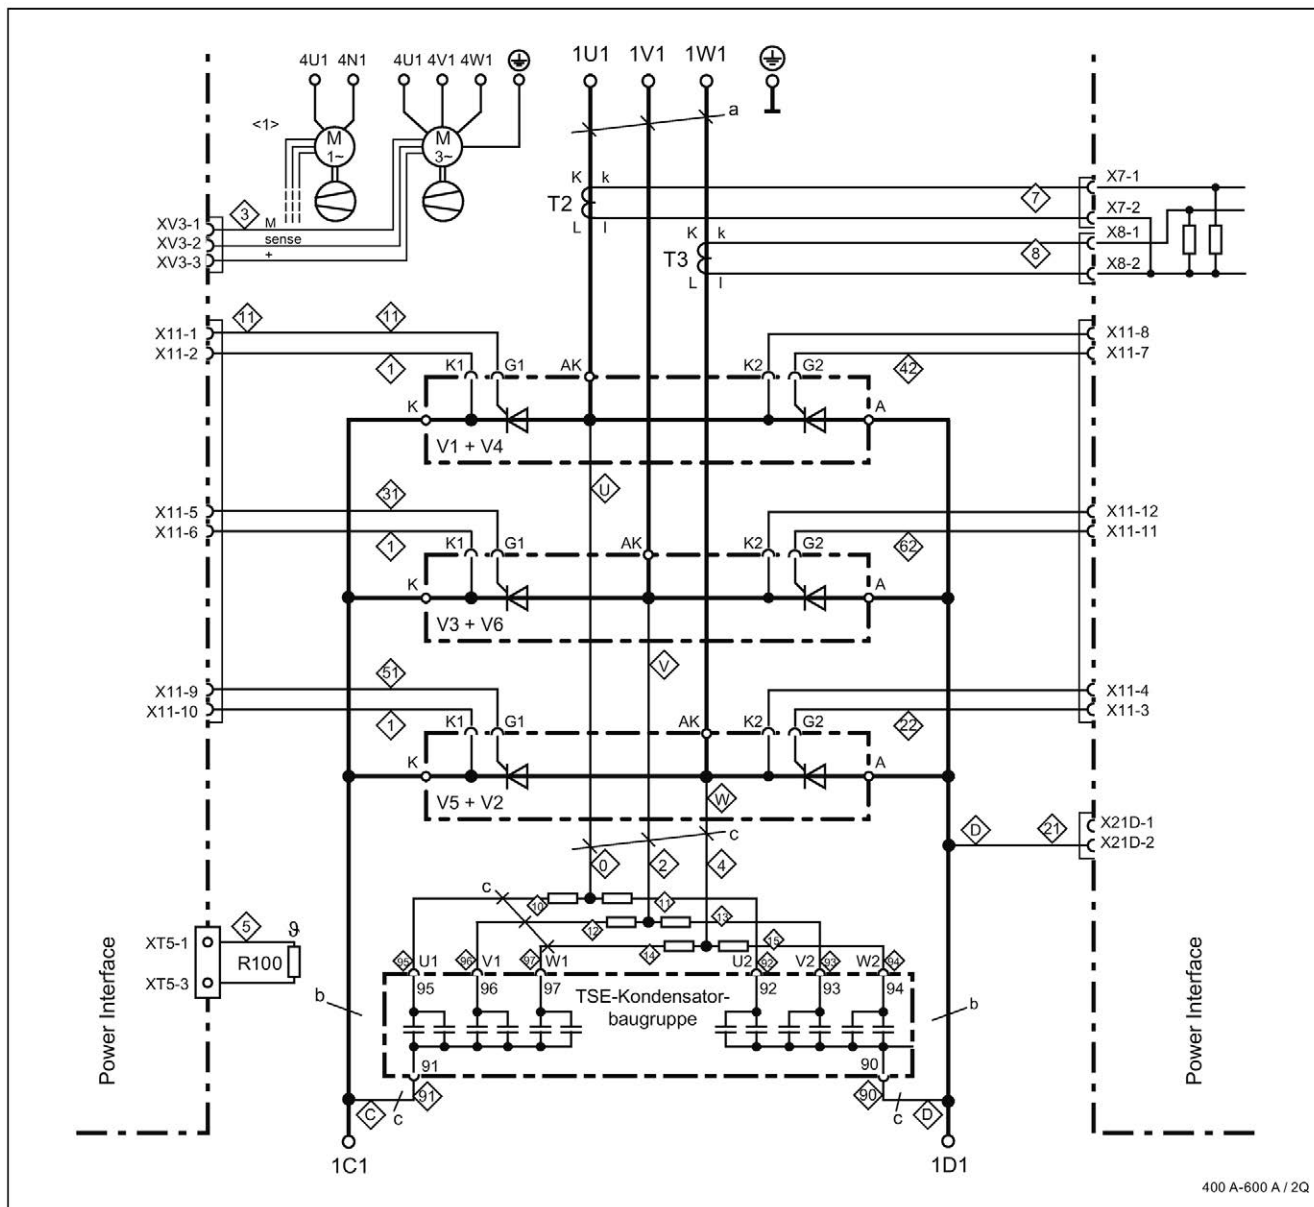 4U1 4N1 4U1 4V1 4W1
1U1 1V1 1W1
a
<1>
M
1~
M
3~
XV3-1
XV3-2
XV3-3
3
M
sense
+
K k
T2
L l
7
X7-1
X7-2
K k
T3
L l
8
X8-1
X8-2
X11-1
X11-2
11
11
1
K1 G1 AK K2 G2
42
X11-8
X11-7
K
A
V1 + V4
U
X11-5
X11-6
31
1
K1 G1 AK K2 G2
62
X11-12
X11-11
K
A
V3 + V6
V
X11-9
X11-10
51
1
K1 G1 AK K2 G2
22
X11-4
X11-3
K
A
V5 + V2
W
c
0 2 4
D 21
X21D-1
X21D-2
c
10 11
12 13
14 15
XT5-1
XT5-3
5
ϑ
R100
95 U1 96 V1 97 W1 U2 92 V2 93 W2 94
95 96 97 92 93 94
TSE-Kondensator-
baugruppe
b
b
91 90
91 90
C c c D
1C1 1D1
Power Interface
Power Interface
400 A-600 A / 2Q